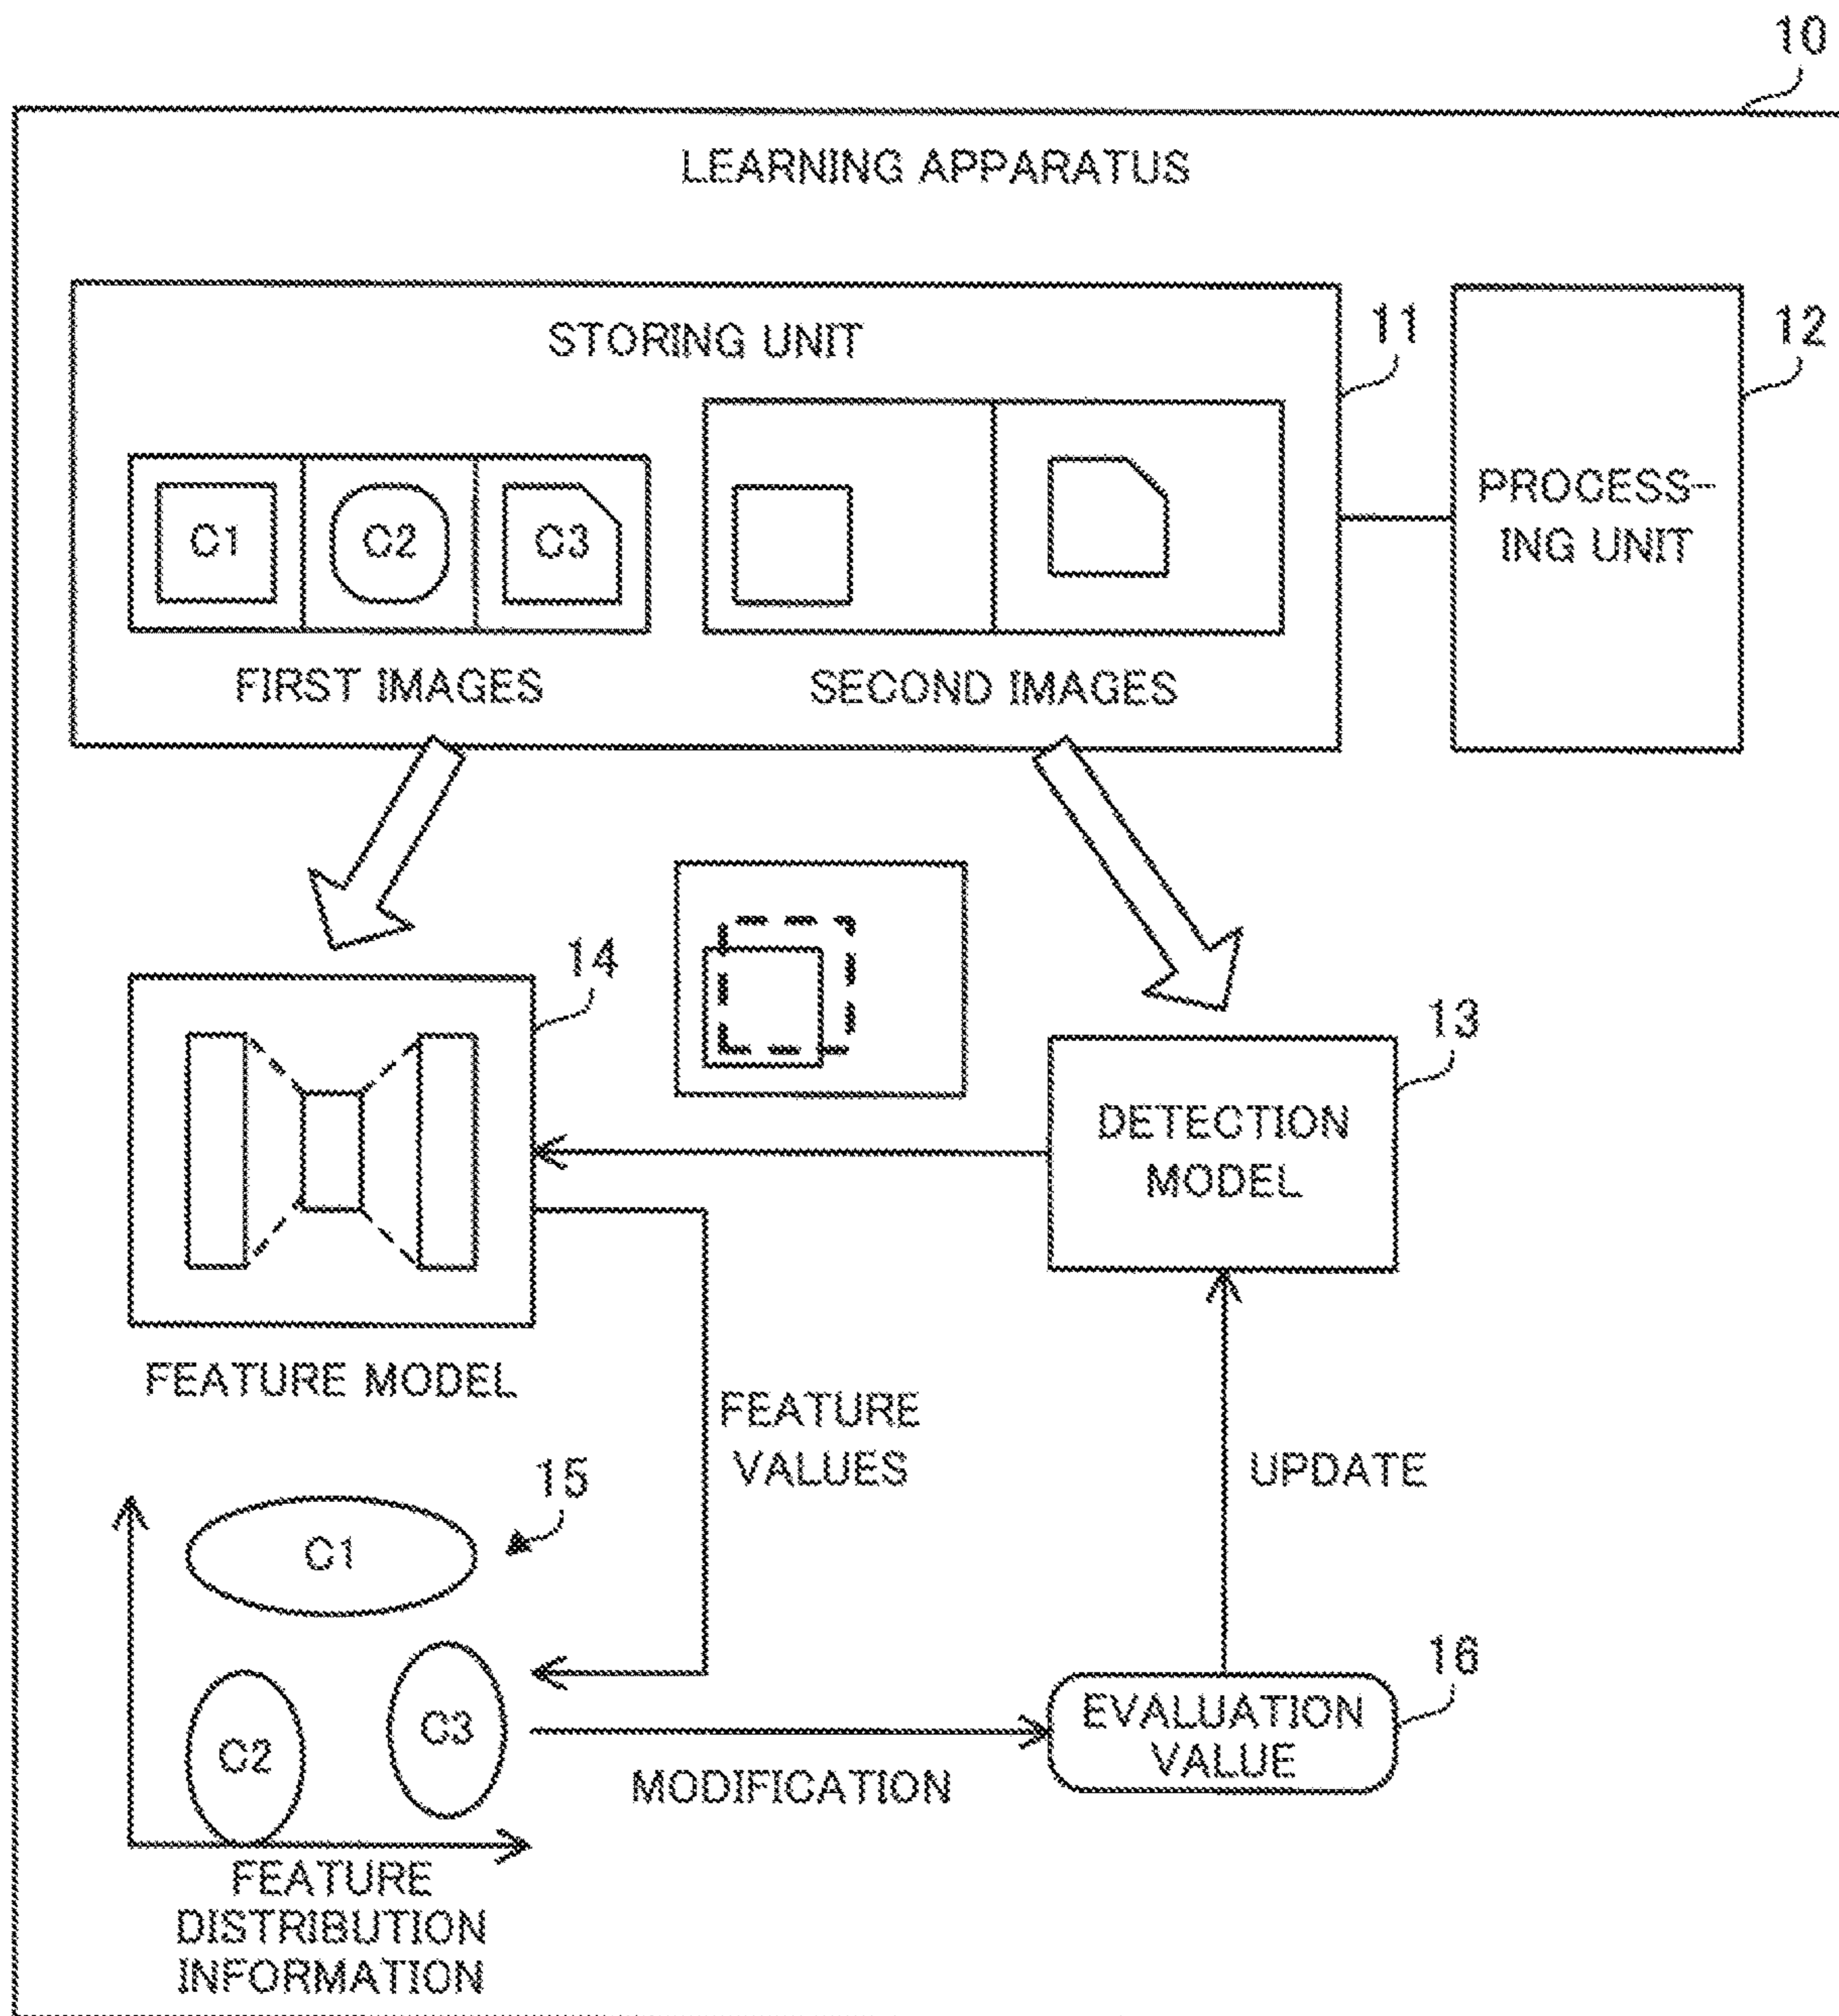 10
LEARNING APPARATUS
STORING UNIT
11
12
C1
C2
C3
PROCESS-
ING UNIT
FIRST IMAGES
SECOND IMAGES
14
13
DETECTION
MODEL
FEATURE MODEL
FEATURE
VALUES
UPDATE
15
C1
C2
C3
16
EVALUATION
VALUE
MODIFICATION
FEATURE
DISTRIBUTION
INFORMATION